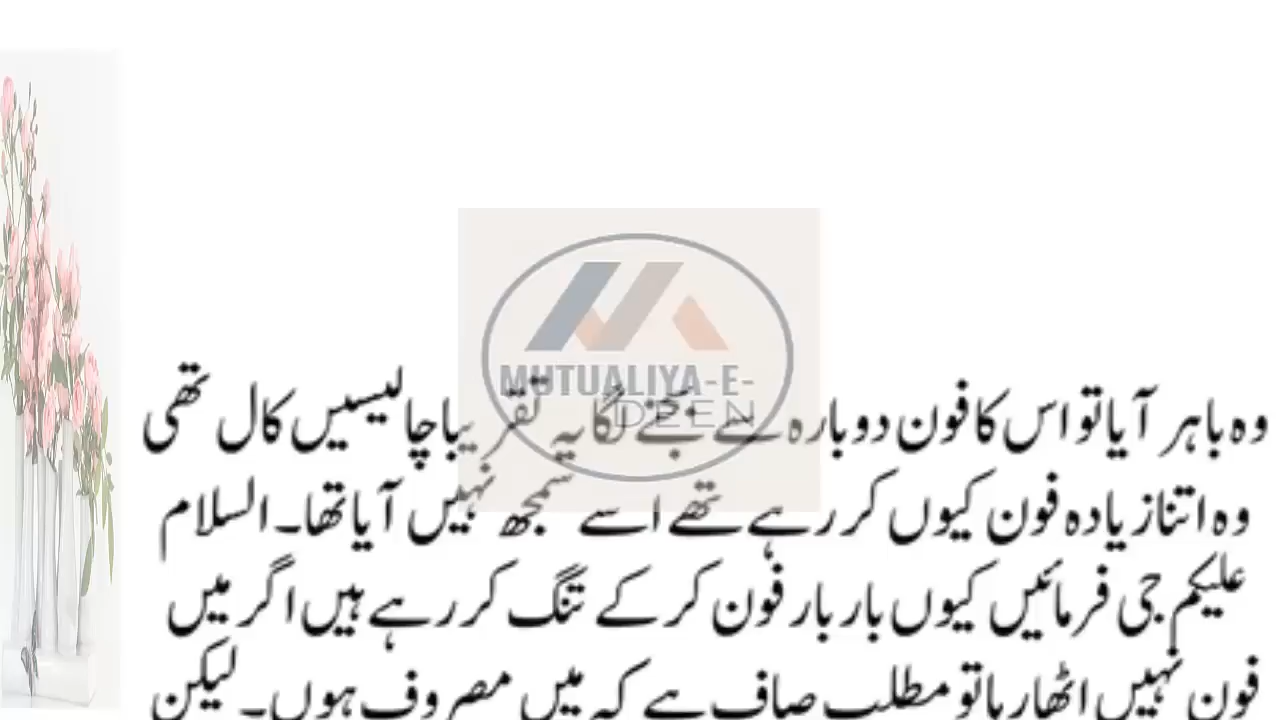 MUTUALIYA-E-
DEEN
وہ باہر آیا تو اس کا فون دوبارہ سے بجنے لگا یہ تقریبا چالیسیں کال تھی
وہ اتنا زیادہ فون کیوں کر رہے تھے اسے سمجھ نہیں آیا تھا۔ السلام
علیکم جی فرمائیں کیوں بار بار فون کر کے تنگ کر رہے ہیں اگر میں
فون نہیں اٹھا رہا تو مطلب صاف ہے کہ میں مصروف ہوں۔ لیکن